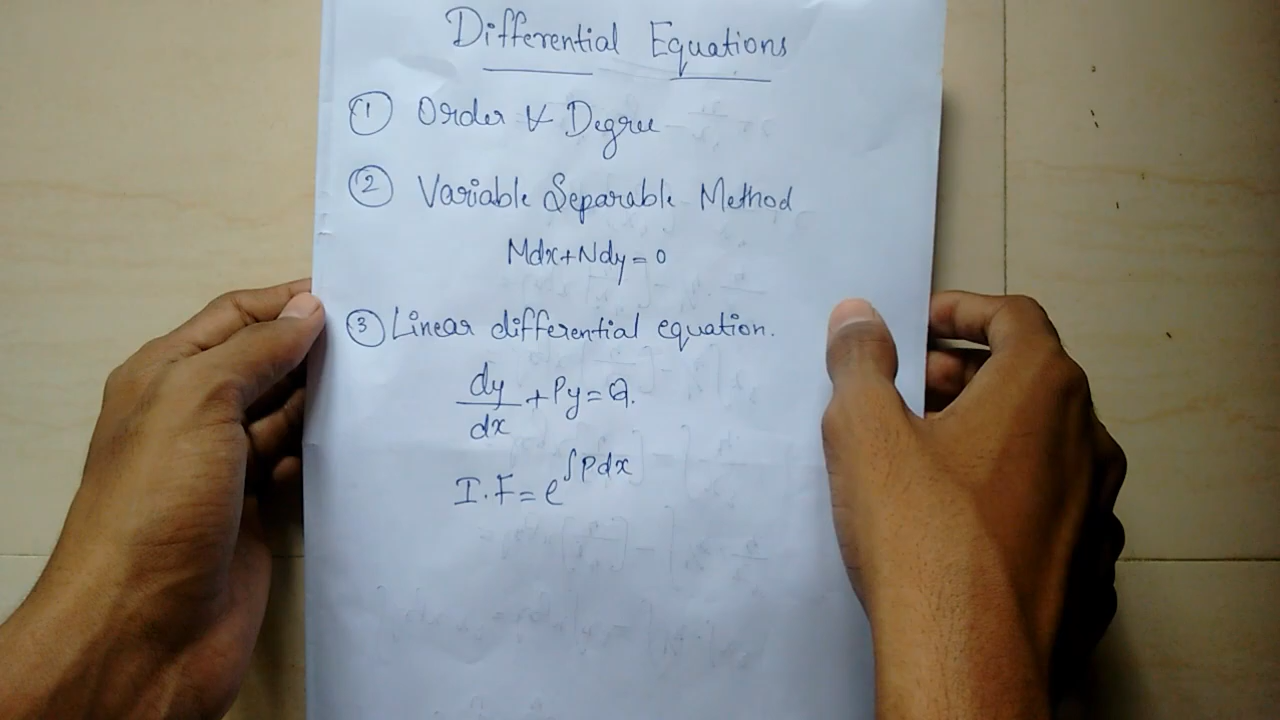 Differential Equations
① Order & Degree
② Variable Separable Method
Mdx+Ndy=0
③ Linear differential equation.
dy/dx + Py = Q.
I.F = e^∫Pdx